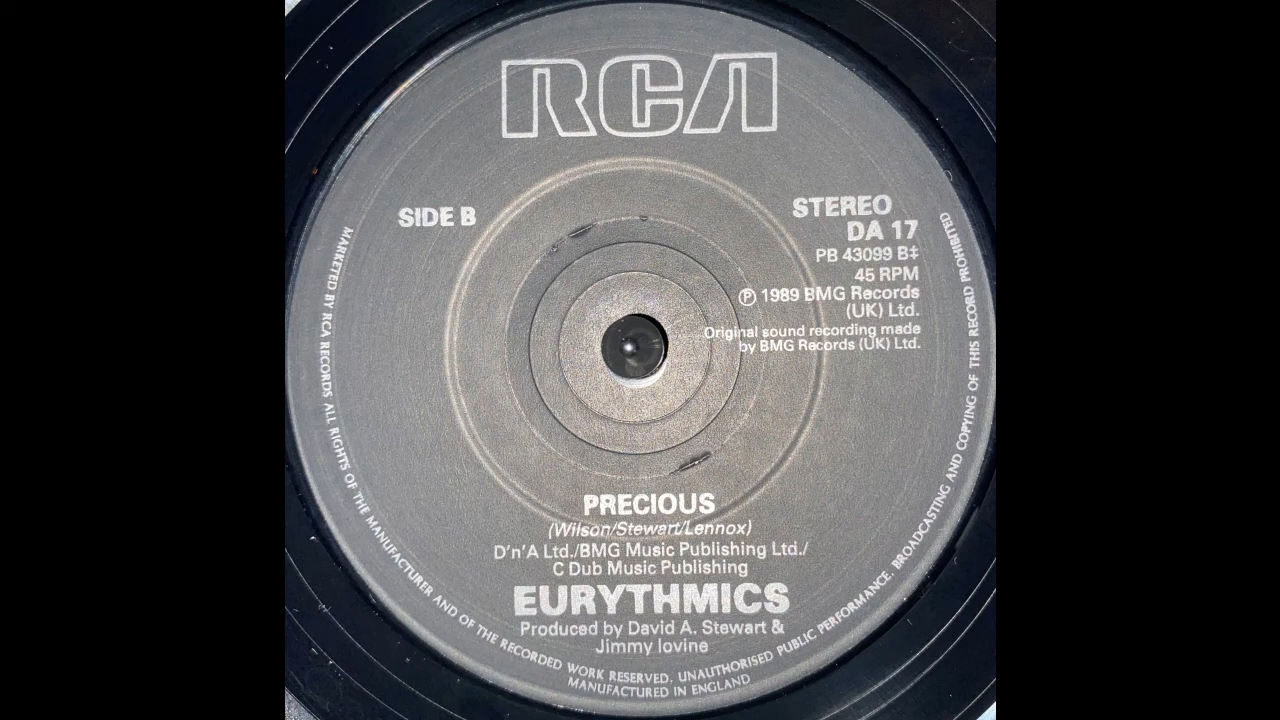 RCA
SIDE B
STEREO
DA 17
PB 43099 B‡
45 RPM
℗ 1989 BMG Records
(UK) Ltd.
Original sound recording made
by BMG Records (UK) Ltd.
PRECIOUS
(Wilson/Stewart/Lennox)
D'n'A Ltd./BMG Music Publishing Ltd./
C Dub Music Publishing
EURYTHMICS
Produced by David A. Stewart &
Jimmy Iovine
MARKETED BY RCA RECORDS ALL RIGHTS OF THE MANUFACTURER AND OF THE RECORDED WORK RESERVED. UNAUTHORISED PUBLIC PERFORMANCE. BROADCASTING AND COPYING OF THIS RECORD PROHIBITED
MANUFACTURED IN ENGLAND